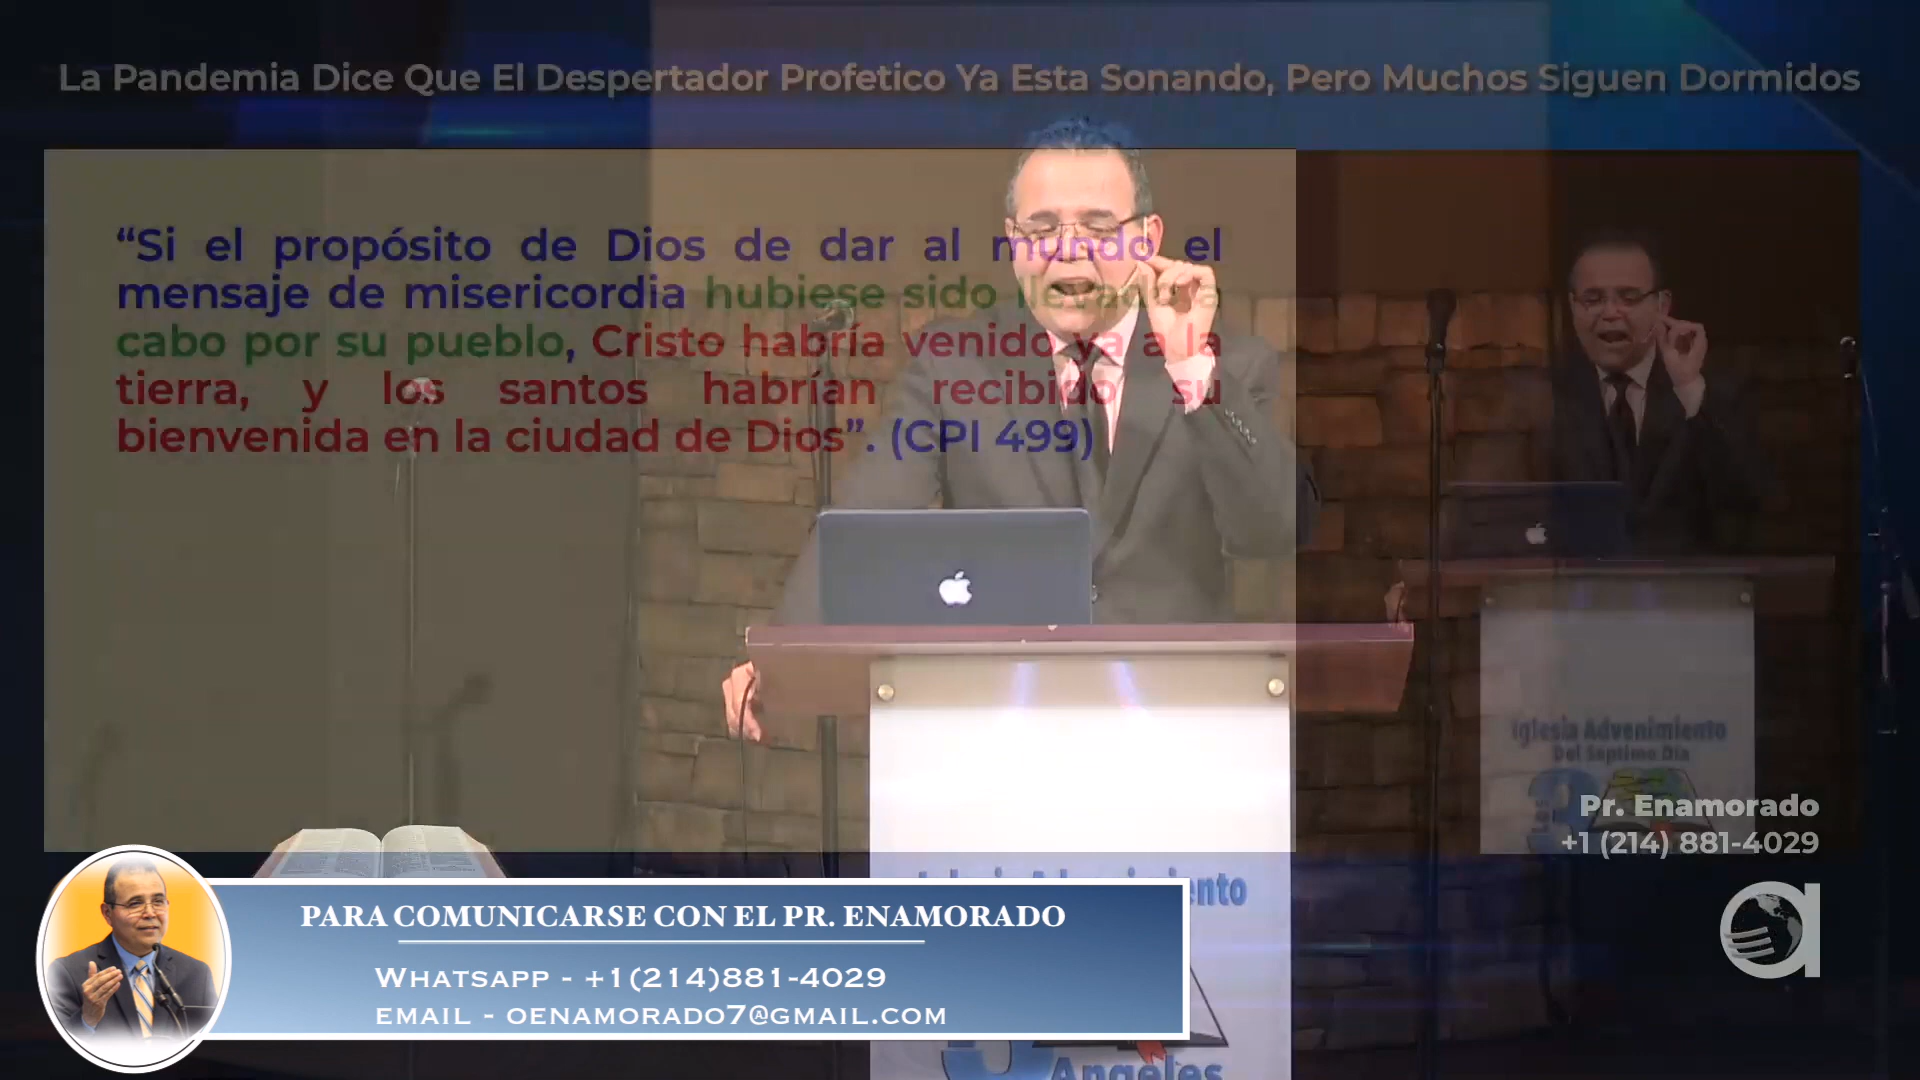 La Pandemia Dice Que El Despertador Profetico Ya Esta Sonando, Pero Muchos Siguen Dormidos
“Si el propósito de Dios de dar al mundo el
mensaje de misericordia hubiese sido llevado a
cabo por su pueblo, Cristo habría venido ya a la
tierra, y los santos habrían recibido su
bienvenida en la ciudad de Dios”. (CPI 499)
Iglesia Advenimiento
Del Septimo Dia
Pr. Enamorado
+1 (214) 881-4029
PARA COMUNICARSE CON EL PR. ENAMORADO
WHATSAPP - +1(214)881-4029
EMAIL - OENAMORADO7@GMAIL.COM
3
Angeles